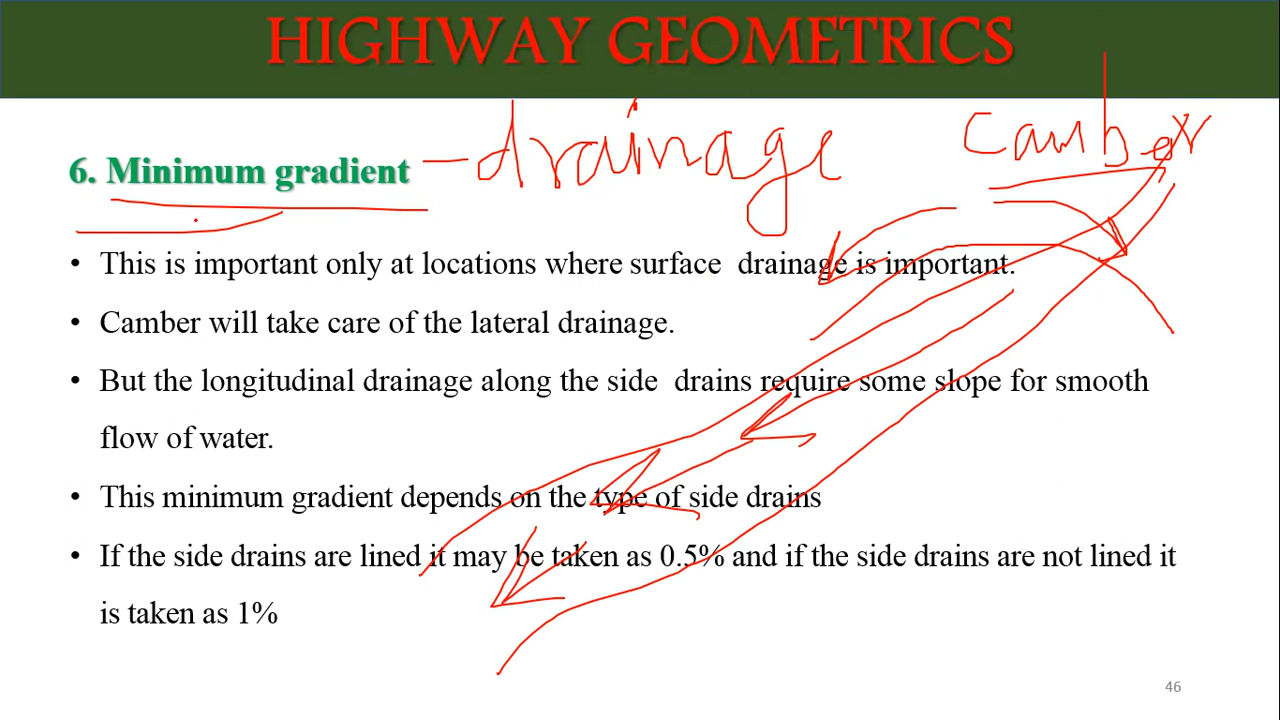 HIGHWAY GEOMETRICS
6. Minimum gradient – drainage camber
• This is important only at locations where surface drainage is important.
• Camber will take care of the lateral drainage.
• But the longitudinal drainage along the side drains require some slope for smooth
flow of water.
• This minimum gradient depends on the type of side drains
• If the side drains are lined it may be taken as 0.5% and if the side drains are not lined it
is taken as 1%
46